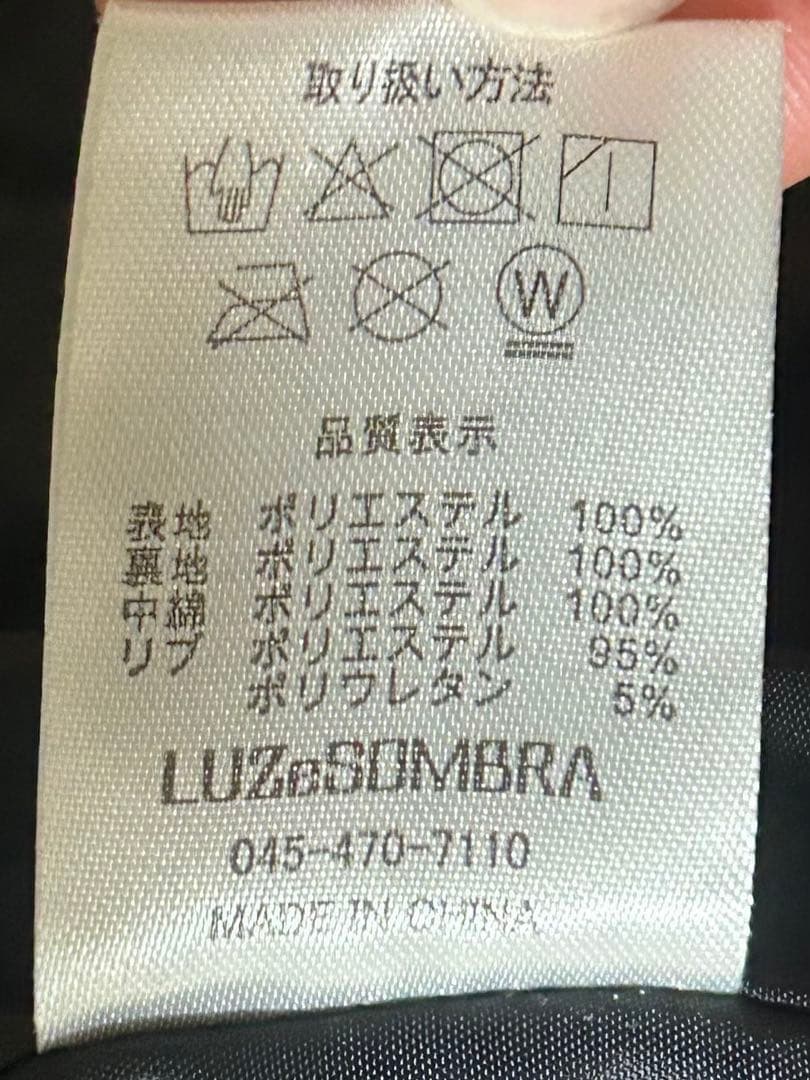 取り扱い方法
W
品質表示
表地 ポリエステル 100%
裏地 ポリエステル 100%
中綿 ポリエステル 100%
リブ ポリエステル 95%
ポリウレタン 5%
LUZeSOMBRA
045-470-7110
MADE IN CHINA